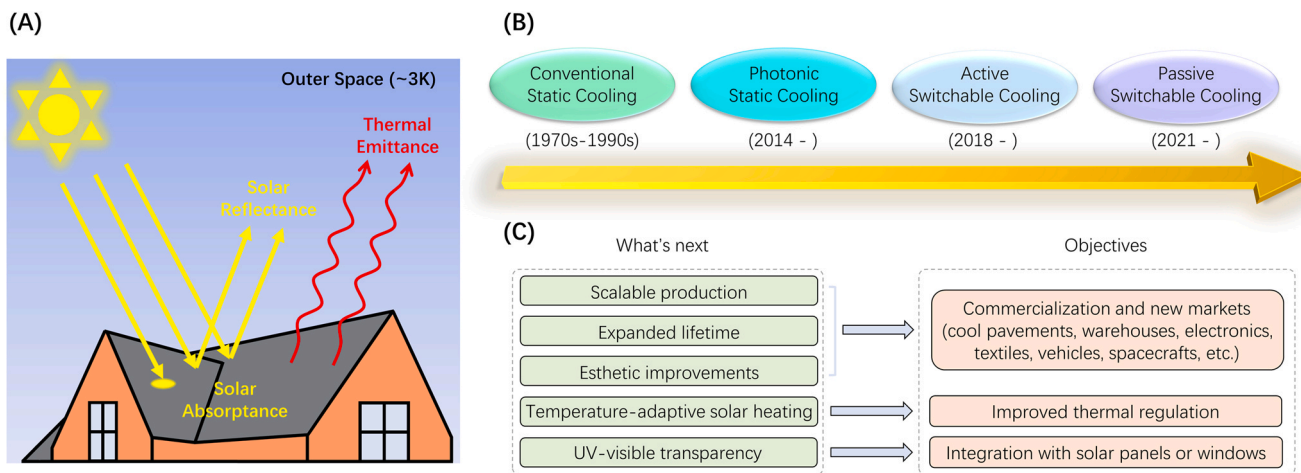 (A)
Outer Space (~3K)
Thermal
Emittance
Solar
Reflectance
Solar
Absorptance
(B)
Conventional
Static Cooling
Photonic
Static Cooling
Active
Switchable Cooling
Passive
Switchable Cooling
(1970s-1990s)
(2014 - )
(2018 - )
(2021 - )
(C)
What's next
Objectives
Scalable production
Expanded lifetime
Esthetic improvements
Commercialization and new markets
(cool pavements, warehouses, electronics,
textiles, vehicles, spacecrafts, etc.)
Temperature-adaptive solar heating
Improved thermal regulation
UV-visible transparency
Integration with solar panels or windows